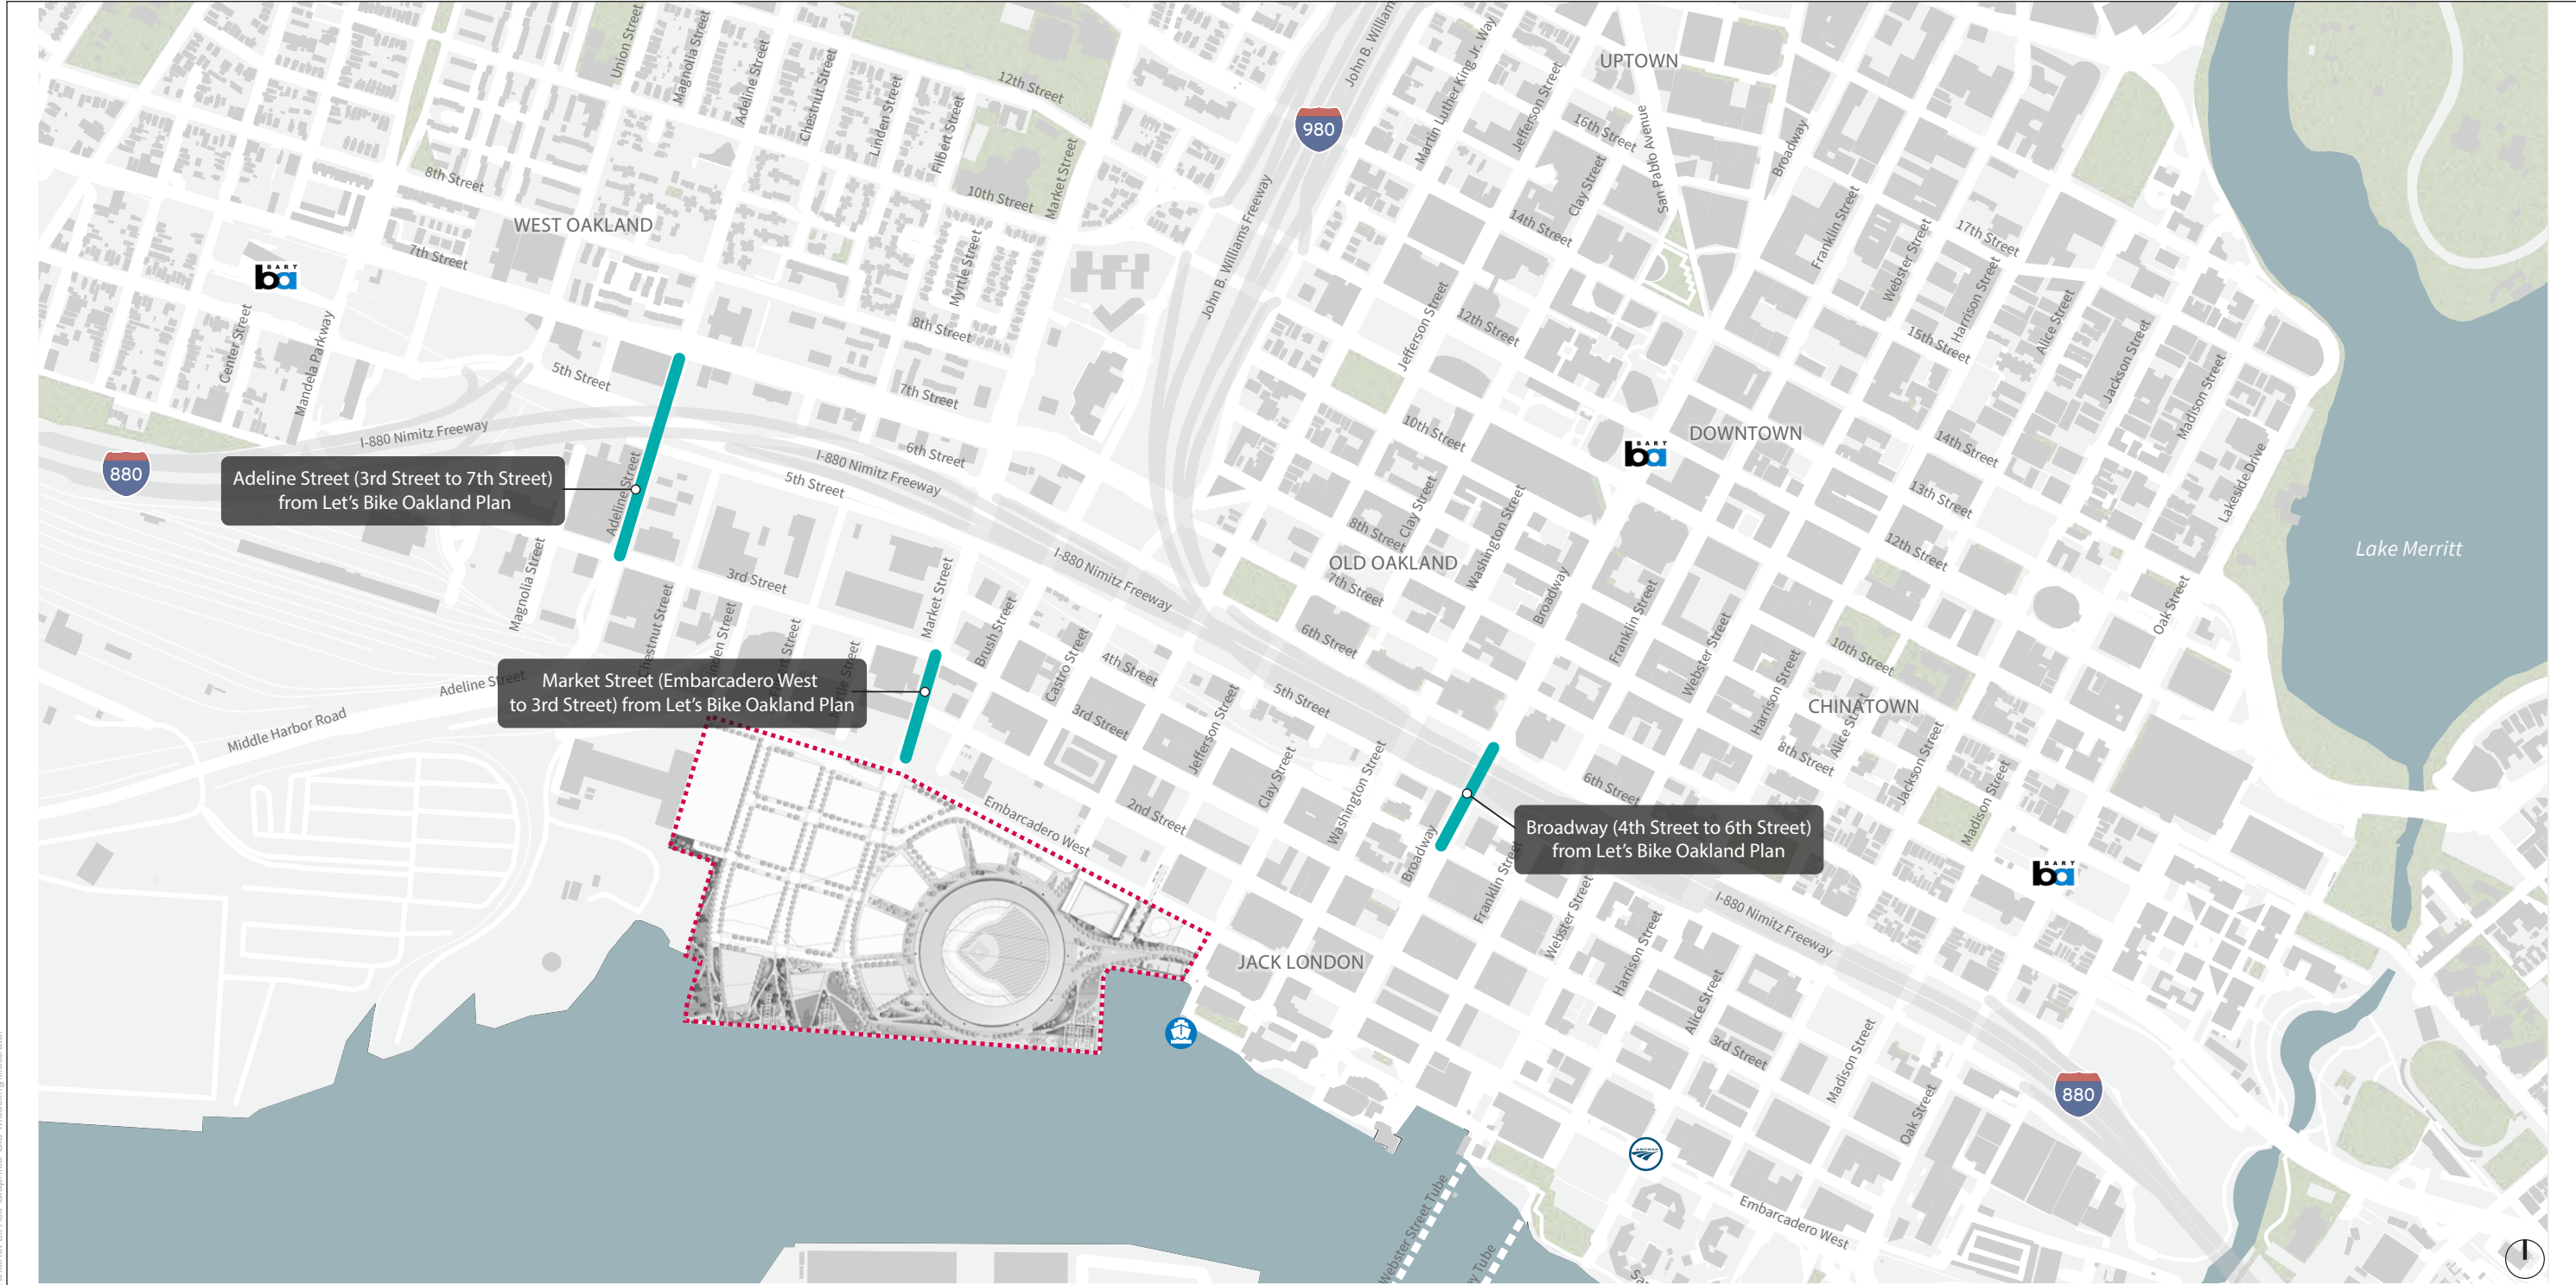 Union Street
Magnolia Street
Adeline Street
Chestnut Street
Linden Street
Filbert Street
12th Street
10th Street
Market Street
8th Street
WEST OAKLAND
7th Street
BART
ba
Center Street
Mandela Parkway
Myrtle Street
8th Street
7th Street
6th Street
5th Street
5th Street
I-880 Nimitz Freeway
I-880 Nimitz Freeway
I-880 Nimitz Freeway
880
Adeline Street (3rd Street to 7th Street)
from Let's Bike Oakland Plan
Adeline Street
Magnolia Street
Chestnut Street
3rd Street
Market Street
Brush Street
Castro Street
4th Street
3rd Street
Market Street (Embarcadero West
to 3rd Street) from Let's Bike Oakland Plan
Adeline Street
Middle Harbor Road
Embarcadero West
2nd Street
Jefferson Street
Clay Street
Washington Street
5th Street
John B. William
980
John B. Williams Freeway
Martin Luther King Jr. Way
Jefferson Street
UPTOWN
16th Street
San Pablo Avenue
Clay Street
14th Street
Broadway
Franklin Street
Webster Street
17th Street
Harrison Street
15th Street
Alice Street
Jackson Street
Madison Street
14th Street
Lakeside Drive
13th Street
12th Street
Oak Street
Lake Merritt
Jefferson Street
12th Street
10th Street
BART
ba
DOWNTOWN
Clay Street
8th Street
Washington Street
OLD OAKLAND
7th Street
Broadway
Franklin Street
6th Street
Webster Street
Harrison Street
10th Street
CHINATOWN
Alice Street
8th Street
Jackson Street
Madison Street
6th Street
Broadway (4th Street to 6th Street)
from Let's Bike Oakland Plan
Broadway
Franklin Street
Webster Street
Harrison Street
I-880 Nimitz Freeway
BART
ba
JACK LONDON
Alice Street
3rd Street
Madison Street
Oak Street
880
AMTRAK
Embarcadero West
Webster Street Tube
Tube